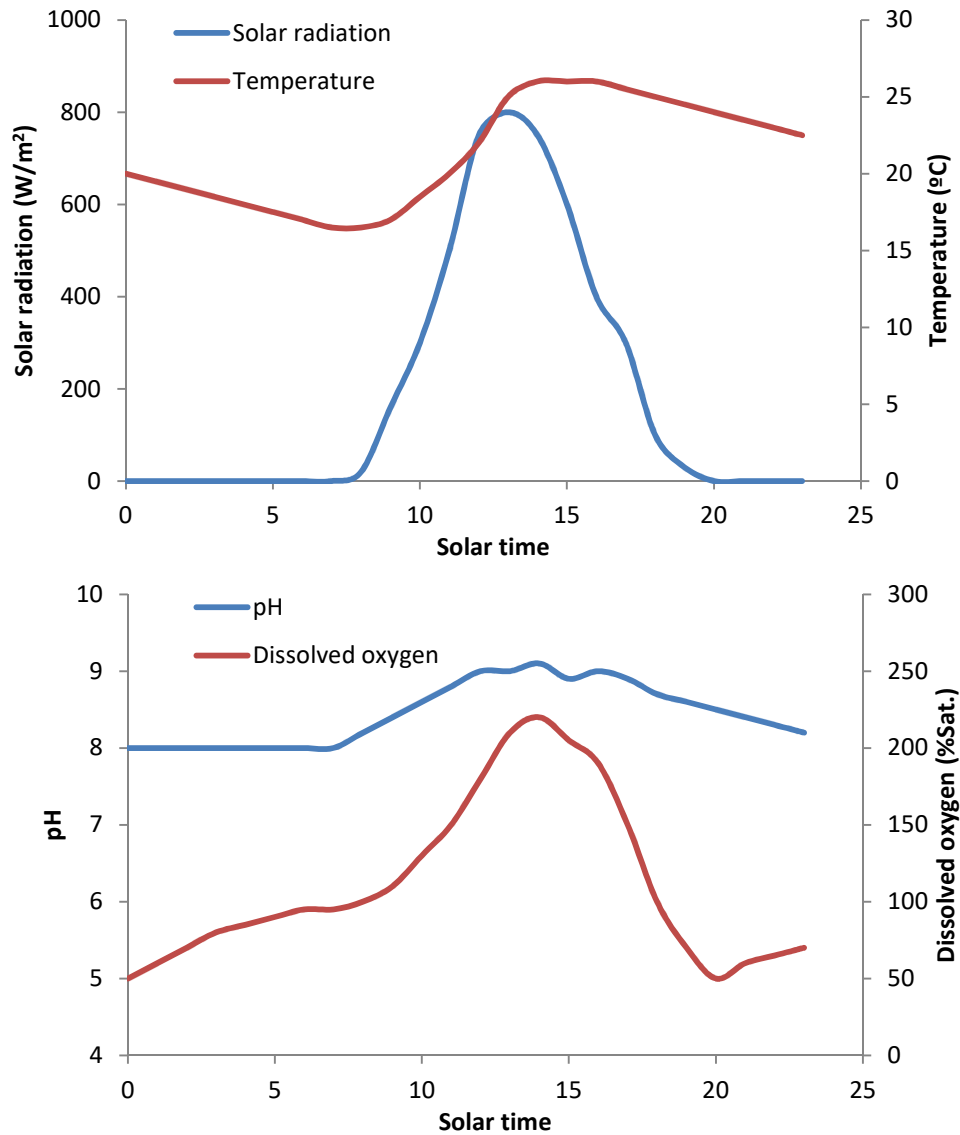 1000
800
600
400
200
0
Solar radiation (W/m²)
Solar radiation
Temperature
30
25
20
15
10
5
0
Temperature (ºC)
0 5 10 15 20 25
Solar time
10
9
8
7
6
5
4
pH
pH
Dissolved oxygen
300
250
200
150
100
50
0
Dissolved oxygen (%Sat.)
0 5 10 15 20 25
Solar time